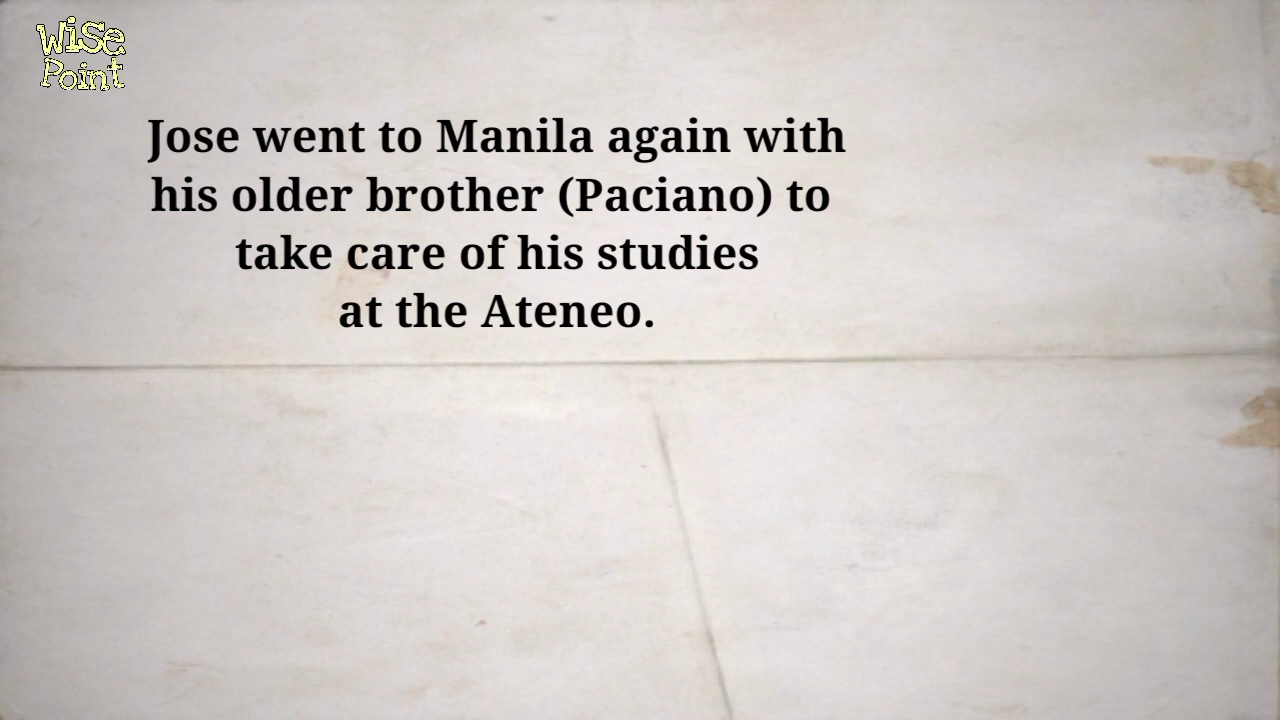 Wise
Point
Jose went to Manila again with
his older brother (Paciano) to
take care of his studies
at the Ateneo.